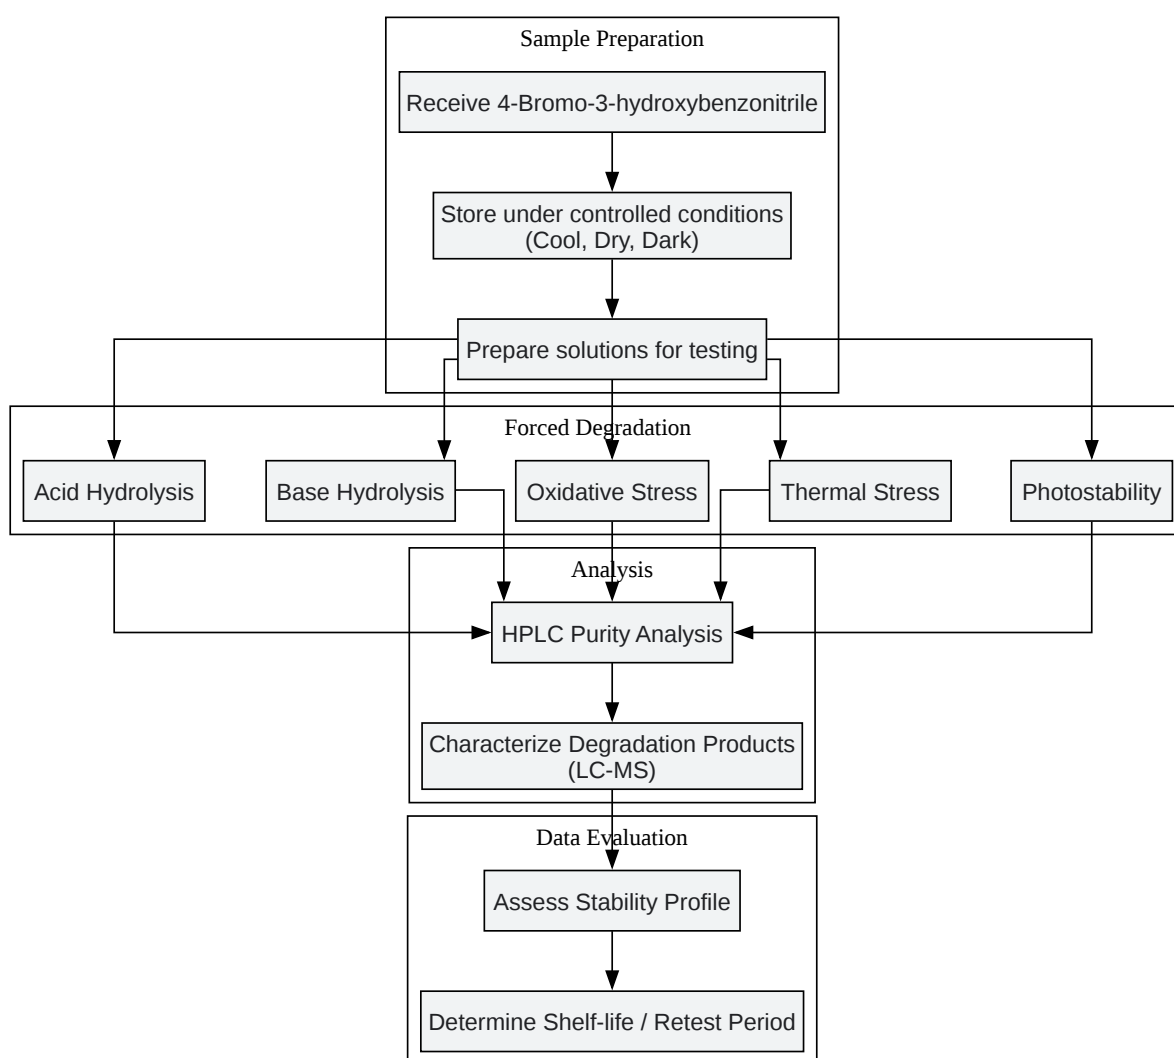 Sample Preparation
Receive 4-Bromo-3-hydroxybenzonitrile
Store under controlled conditions
(Cool, Dry, Dark)
Prepare solutions for testing
Forced Degradation
Acid Hydrolysis
Base Hydrolysis
Oxidative Stress
Thermal Stress
Photostability
Analysis
HPLC Purity Analysis
Characterize Degradation Products
(LC-MS)
Data Evaluation
Assess Stability Profile
Determine Shelf-life / Retest Period